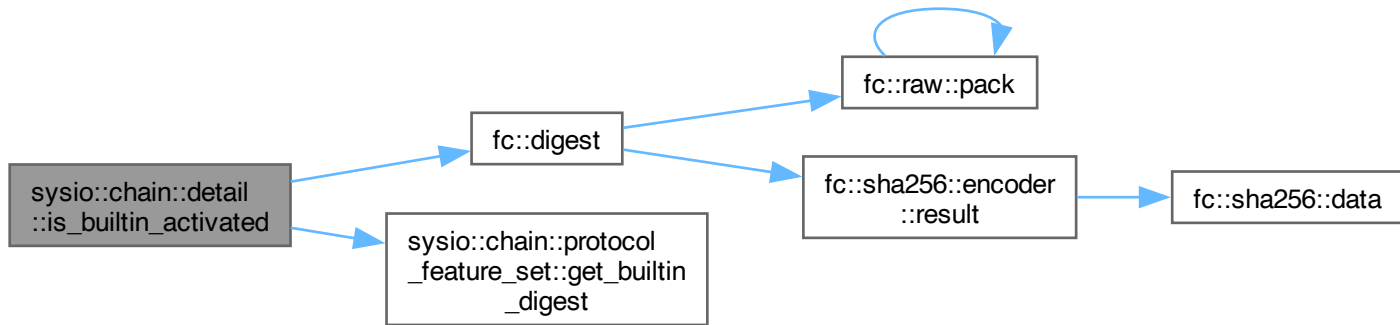 sysio::chain::detail
::is_builtin_activated
fc::digest
fc::raw::pack
fc::sha256::encoder
::result
fc::sha256::data
sysio::chain::protocol
_feature_set::get_builtin
_digest